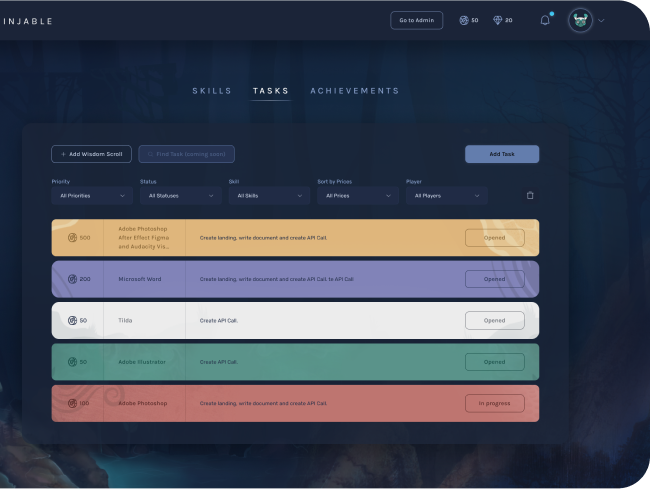 INJABLE
Go to Admin
50
20
SKILLS TASKS ACHIEVEMENTS
+ Add Wisdom Scroll
Find Task (coming soon)
Add Task
Priority Status Skill Sort by Prices Player
All Priorities All Statuses All Skills All Prices All Players
500
Adobe Photoshop
After Effect Figma
and Audacity Vis...
Create landing, write document and create API Call.
Opened
200 Microsoft Word Create landing, write document and create API Call te API Call Opened
50 Tilda Create API Call. Opened
50 Adobe Illustrator Create API Call. Opened
100 Adobe Photoshop Create landing, write document and create API Call. In progress